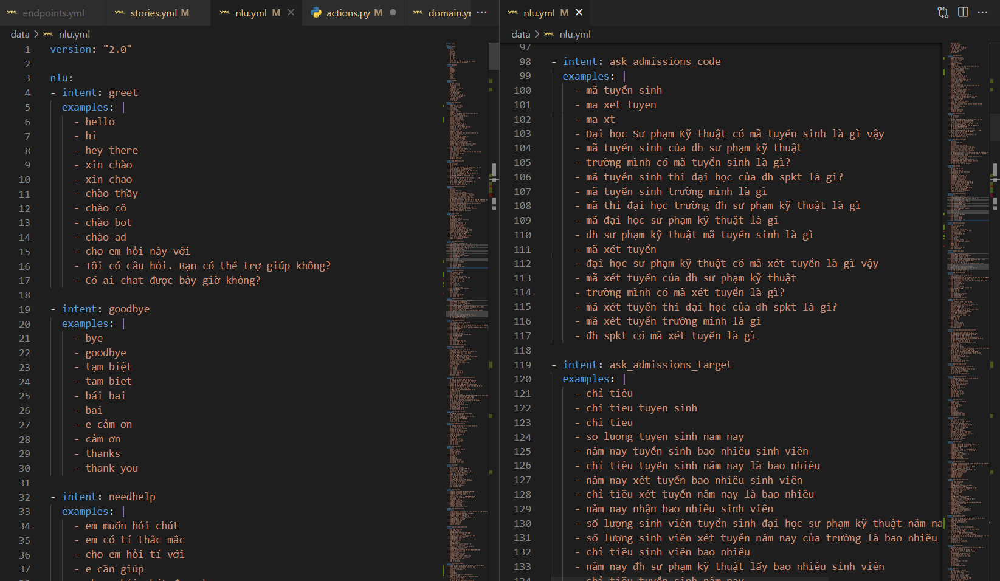 endpoints.yml
stories.yml M
nlu.yml M
actions.py M
domain.y
data > nlu.yml
1 version: "2.0"
2
3 nlu:
4 - intent: greet
5 examples: |
6 - hello
7 - hi
8 - hey there
9 - xin chào
10 - xin chao
11 - chào thầy
12 - chào cô
13 - chào bot
14 - chào ad
15 - cho em hỏi này với
16 - Tôi có câu hỏi. Bạn có thể trợ giúp không?
17 - Có ai chat được bây giờ không?
18
19 - intent: goodbye
20 examples: |
21 - bye
22 - goodbye
23 - tạm biệt
24 - tam biet
25 - bái bai
26 - bai
27 - e cảm ơn
28 - cảm ơn
29 - thanks
30 - thank you
31
32 - intent: needhelp
33 examples: |
34 - em muốn hỏi chút
35 - em có tí thắc mắc
36 - cho em hỏi tí với
37 - e cần giúp
nlu.yml M
data > nlu.yml
97
98 - intent: ask_admissions_code
99 examples: |
100 - mã tuyển sinh
101 - ma xet tuyen
102 - ma xt
103 - Đại học Sư phạm Kỹ thuật có mã tuyển sinh là gì vậy
104 - mã tuyển sinh của đh sư phạm kỹ thuật
105 - trường mình có mã tuyển sinh là gì?
106 - mã tuyển sinh thi đại học của đh spkt là gì?
107 - mã tuyển sinh trường mình là gì
108 - mã thi đại học trường đh sư phạm kỹ thuật là gì
109 - mã đại học sư phạm kỹ thuật là gì
110 - đh sư phạm kỹ thuật mã tuyển sinh là gì
111 - mã xét tuyển
112 - đại học sư phạm kỹ thuật có mã xét tuyển là gì vậy
113 - mã xét tuyển của đh sư phạm kỹ thuật
114 - trường mình có mã xét tuyển là gì?
115 - mã xét tuyển thi đại học của đh spkt là gì?
116 - mã xét tuyển trường mình là gì
117 - đh spkt có mã xét tuyển là gì
118
119 - intent: ask_admissions_target
120 examples: |
121 - chỉ tiêu
122 - chi tieu tuyen sinh
123 - chi tieu
124 - so luong tuyen sinh nam nay
125 - năm nay tuyển sinh bao nhiêu sinh viên
126 - chỉ tiêu tuyển sinh năm nay là bao nhiêu
127 - năm nay xét tuyển bao nhiêu sinh viên
128 - chỉ tiêu xét tuyển năm nay là bao nhiêu
129 - năm nay nhận bao nhiêu sinh viên
130 - số lượng sinh viên tuyển sinh đại học sư phạm kỹ thuật năm na
131 - số lượng sinh viên xét tuyển năm nay của trường là bao nhiêu
132 - chỉ tiêu sinh viên bao nhiêu
133 - năm nay đh sư phạm kỹ thuật lấy bao nhiêu sinh viên
134 - chỉ tiêu tuyển sinh năm nay